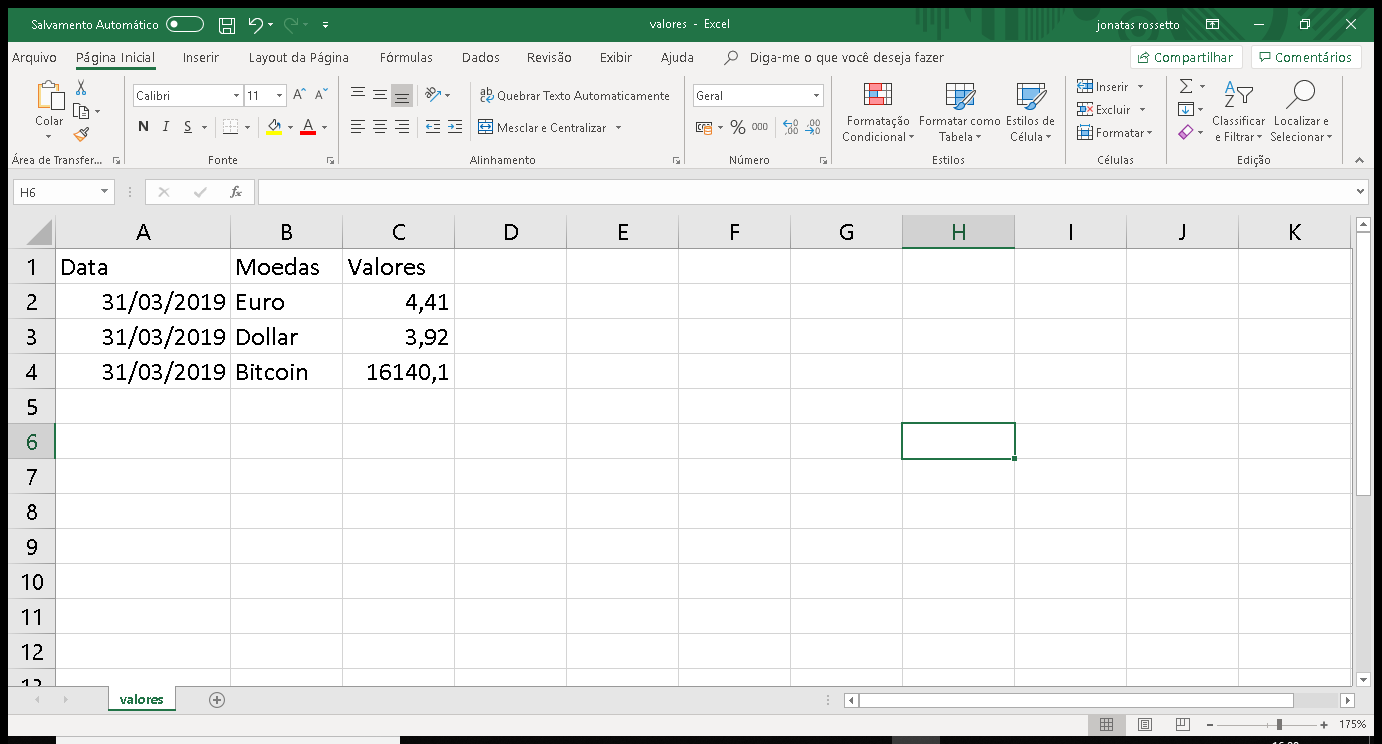 Salvamento Automático
valores - Excel
jonatas rossetto
Arquivo Página Inicial Inserir Layout da Página Fórmulas Dados Revisão Exibir Ajuda Diga-me o que você deseja fazer Compartilhar Comentários
Colar
Área de Transfer...
Calibri 11
N I S
Fonte
Quebrar Texto Automaticamente
Mesclar e Centralizar
Alinhamento
Geral
% 000
Número
Formatação Condicional
Formatar como Tabela
Estilos de Célula
Estilos
Inserir
Excluir
Formatar
Células
Classificar e Filtrar
Localizar e Selecionar
Edição
H6 fx
A B C D E F G H I J K
1 Data Moedas Valores
2 31/03/2019 Euro 4,41
3 31/03/2019 Dollar 3,92
4 31/03/2019 Bitcoin 16140,1
5
6
7
8
9
10
11
12
valores
175%